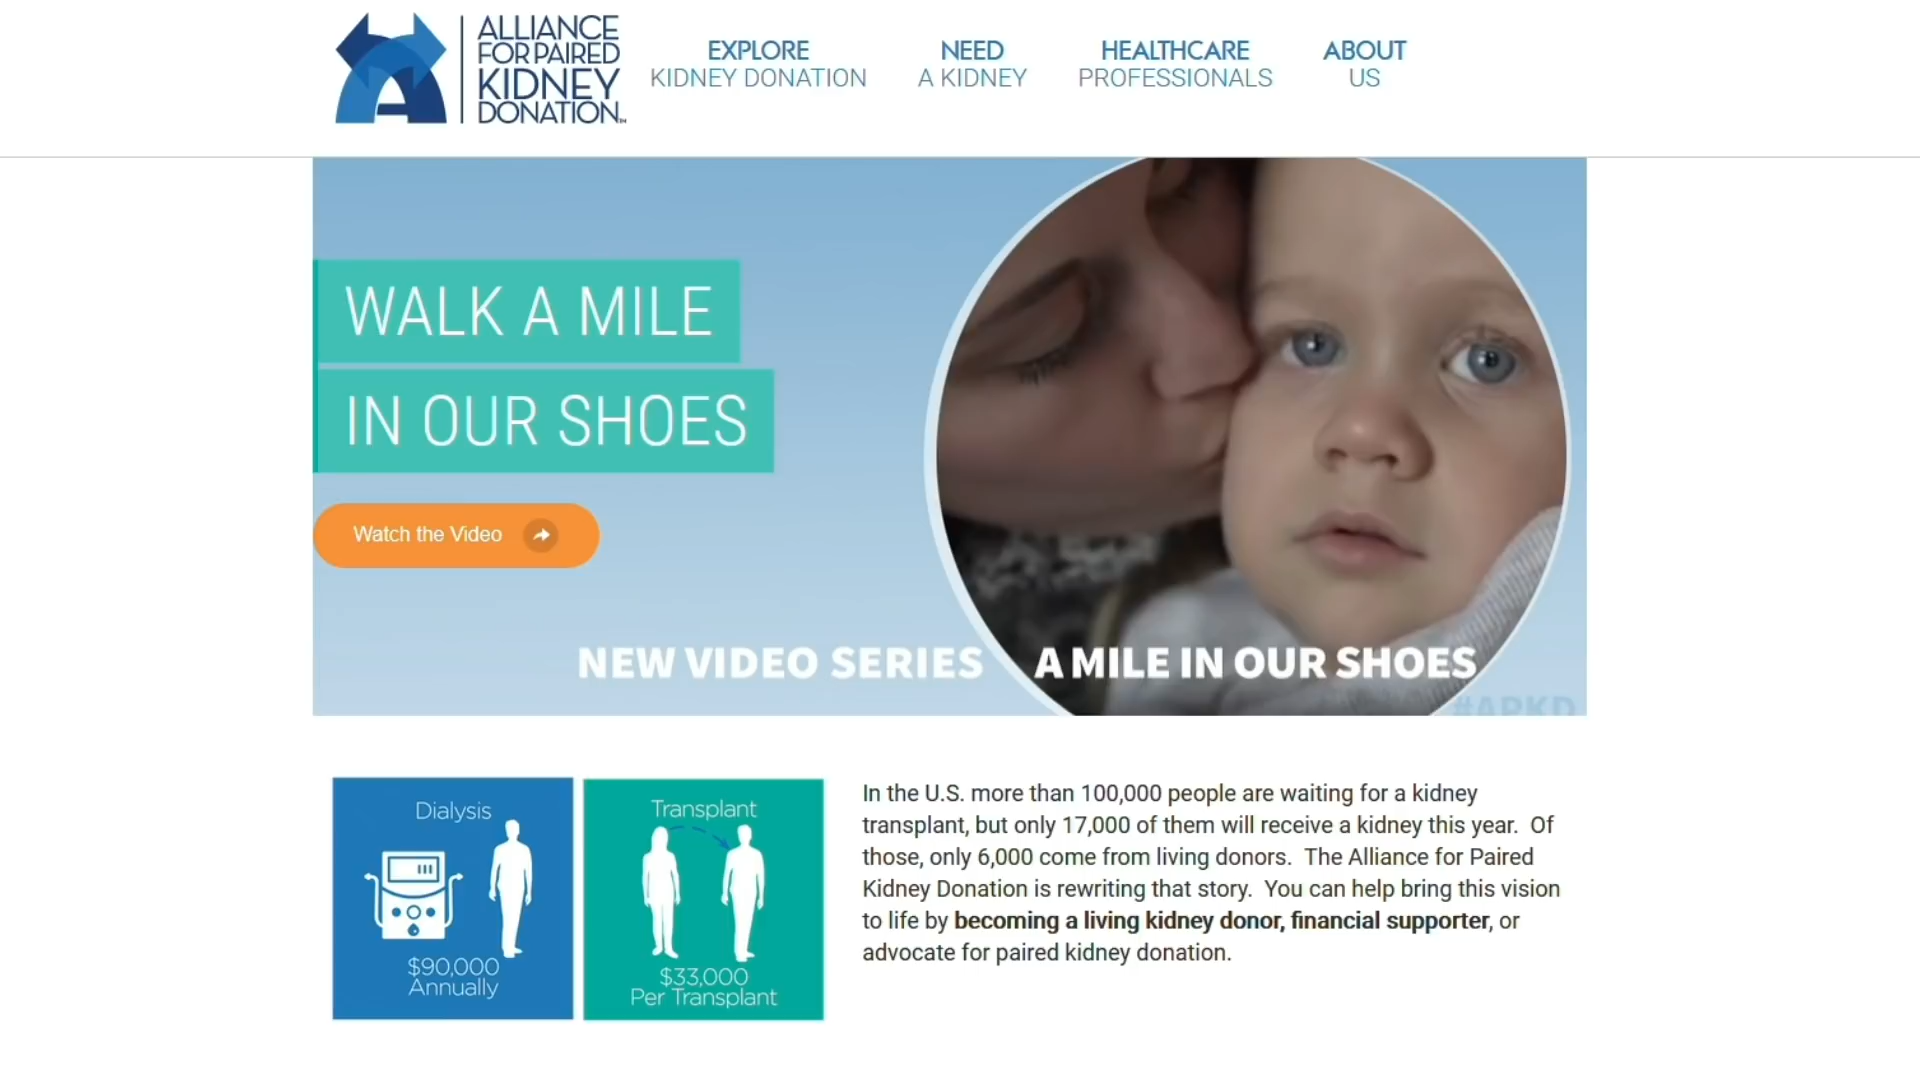 ALLIANCE
FOR PAIRED
KIDNEY
DONATION™
EXPLORE
KIDNEY DONATION
NEED
A KIDNEY
HEALTHCARE
PROFESSIONALS
ABOUT
US
WALK A MILE
IN OUR SHOES
Watch the Video
NEW VIDEO SERIES
A MILE IN OUR SHOES
#APKD
Dialysis
$90,000
Annually
Transplant
$33,000
Per Transplant
In the U.S. more than 100,000 people are waiting for a kidney
transplant, but only 17,000 of them will receive a kidney this year. Of
those, only 6,000 come from living donors. The Alliance for Paired
Kidney Donation is rewriting that story. You can help bring this vision
to life by becoming a living kidney donor, financial supporter, or
advocate for paired kidney donation.